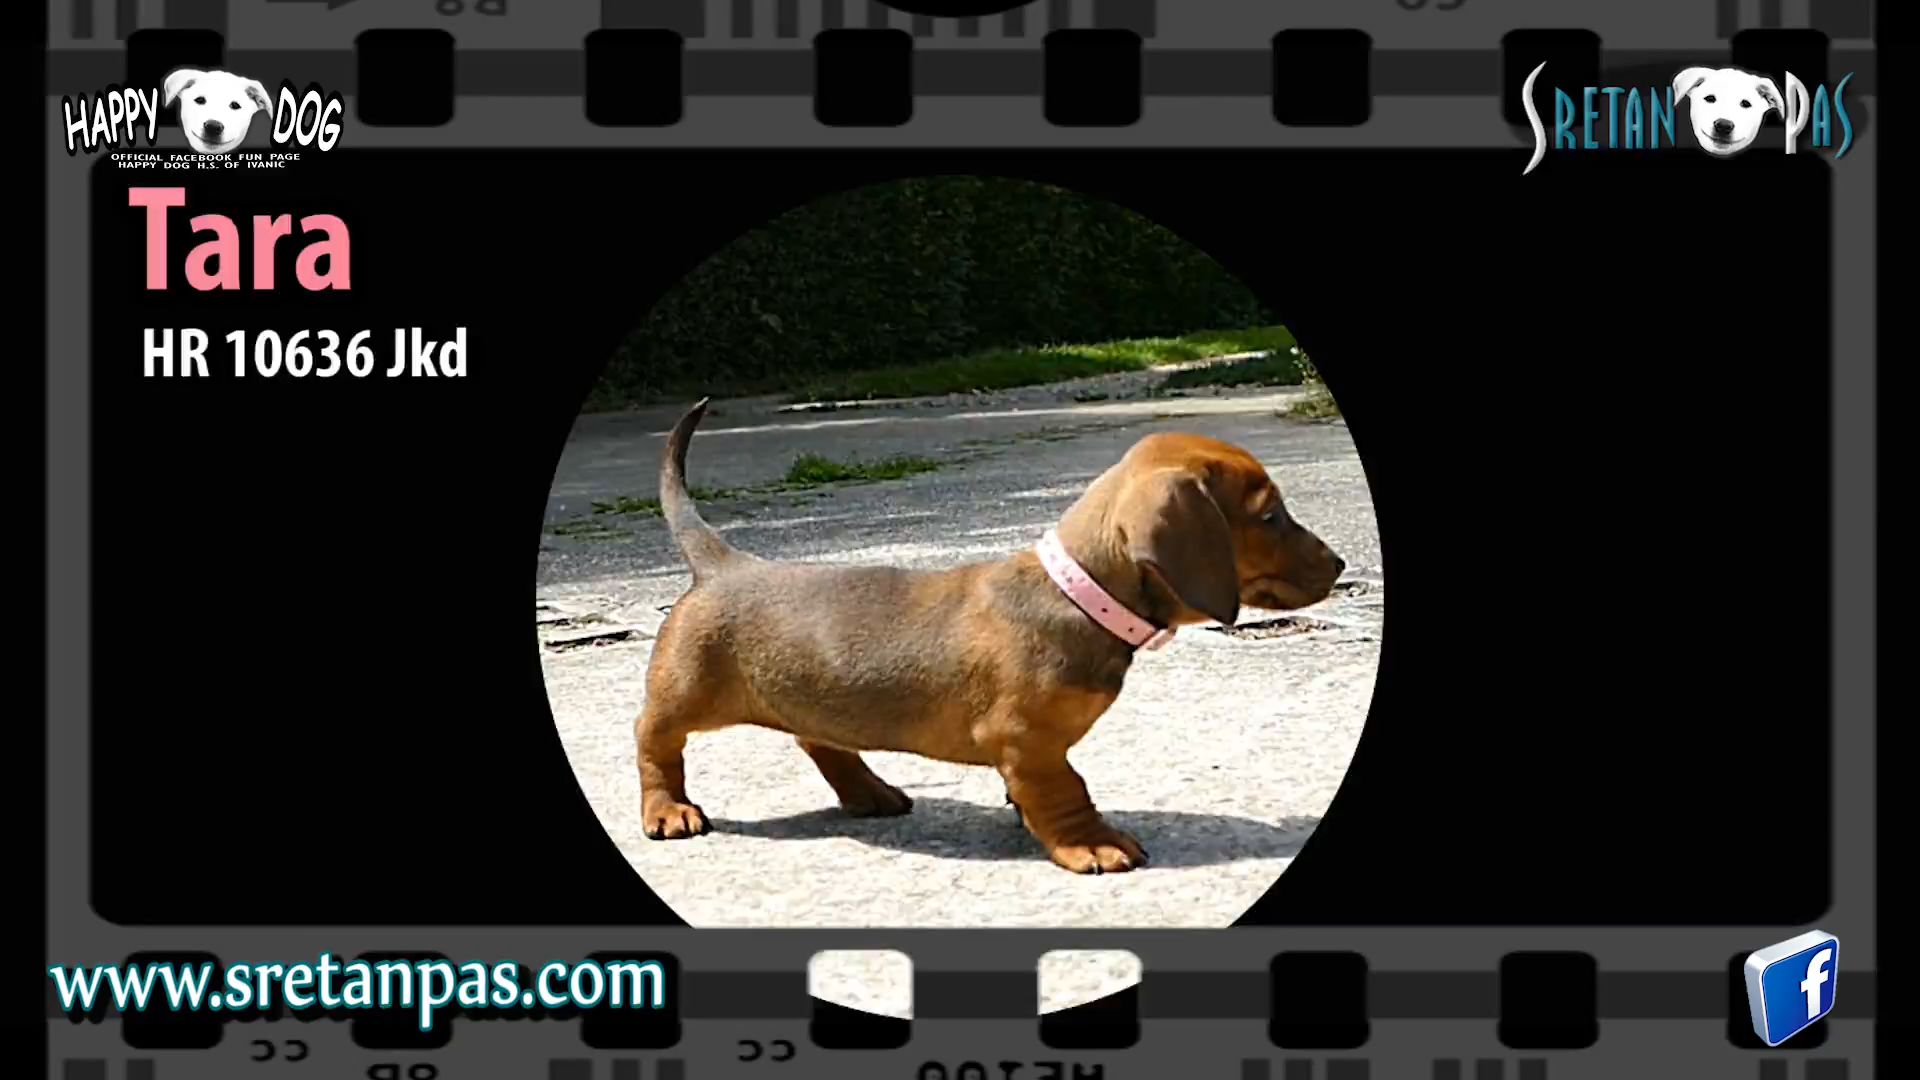 HAPPY DOG
OFFICIAL FACEBOOK FUN PAGE
HAPPY DOG H.S. OF IVANIC
SRETAN PAS
Tara
HR 10636 Jkd
www.sretanpas.com
f